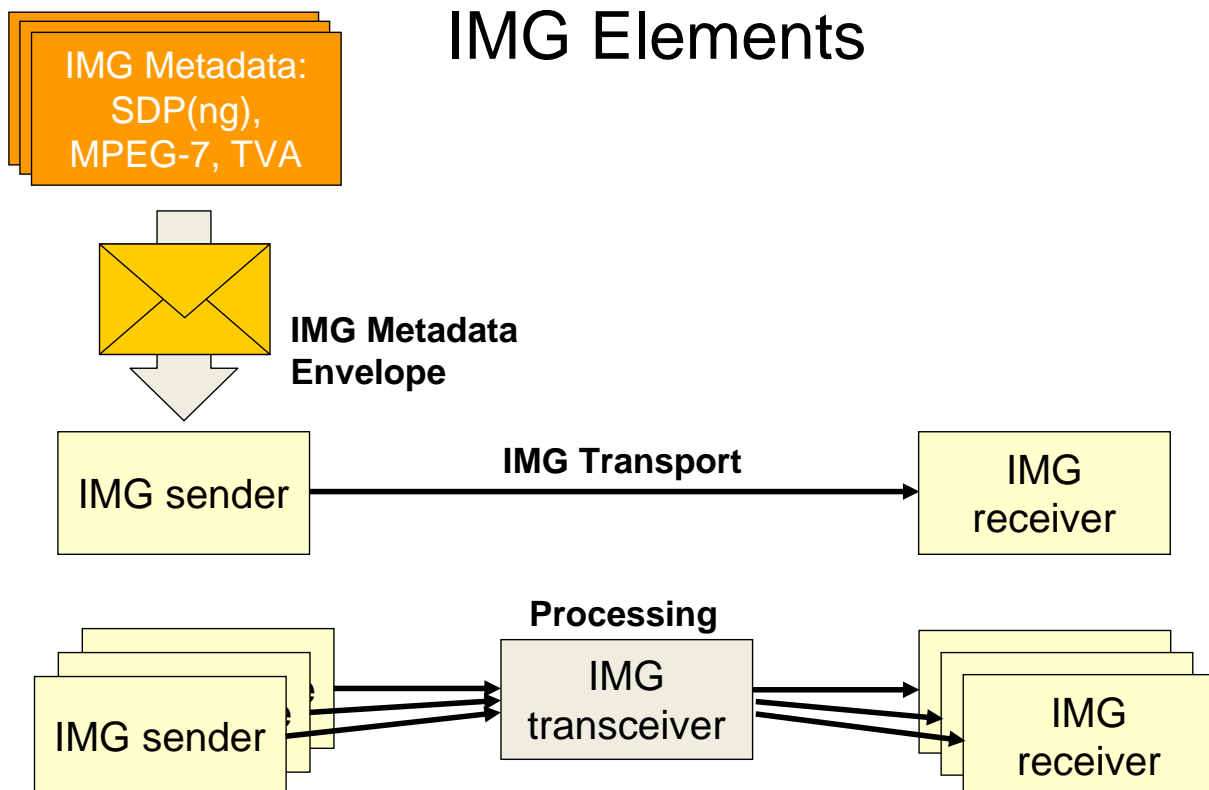 IMG Elements
IMG Metadata:
SDP(ng),
MPEG-7, TVA
IMG Metadata
Envelope
IMG sender
IMG Transport
IMG
receiver
Processing
IMG sender
IMG
transceiver
IMG
receiver